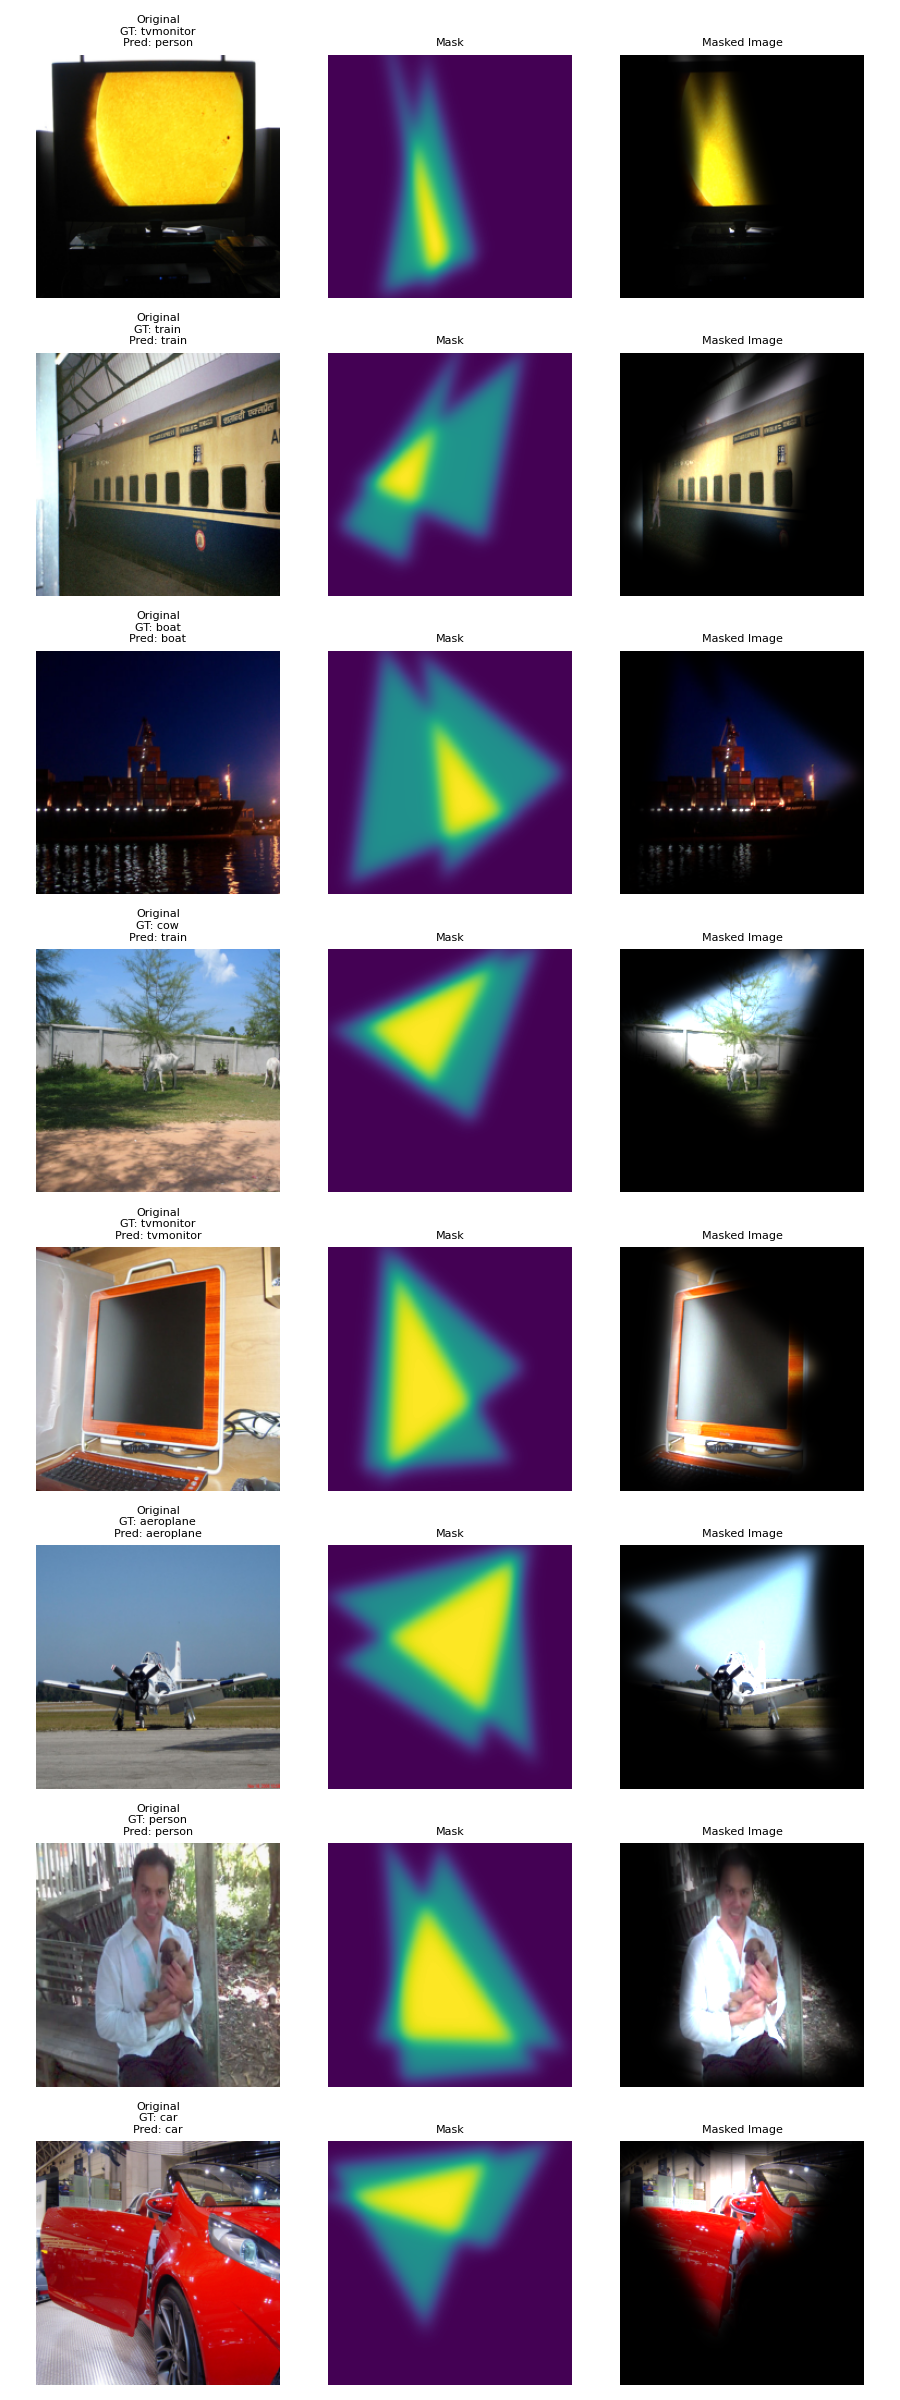 Original
GT: tvmonitor
Pred: person
Mask
Masked Image
Original
GT: train
Pred: train
Mask
Masked Image
Original
GT: boat
Pred: boat
Mask
Masked Image
Original
GT: cow
Pred: train
Mask
Masked Image
Original
GT: tvmonitor
Pred: tvmonitor
Mask
Masked Image
Original
GT: aeroplane
Pred: aeroplane
Mask
Masked Image
Original
GT: person
Pred: person
Mask
Masked Image
Original
GT: car
Pred: car
Mask
Masked Image